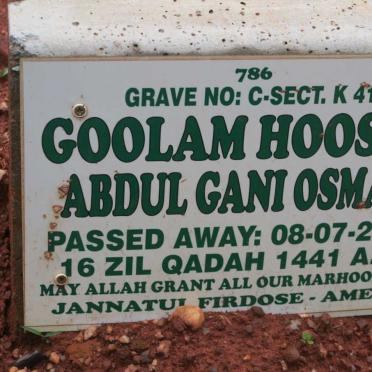 786
GRAVE NO: C-SECT. K 41
GOOLAM HOOS
ABDUL GANI OSMA
PASSED AWAY: 08-07-2
16 ZIL QADAH 1441 A.
MAY ALLAH GRANT ALL OUR MARHOO
JANNATUL FIRDOSE - AME